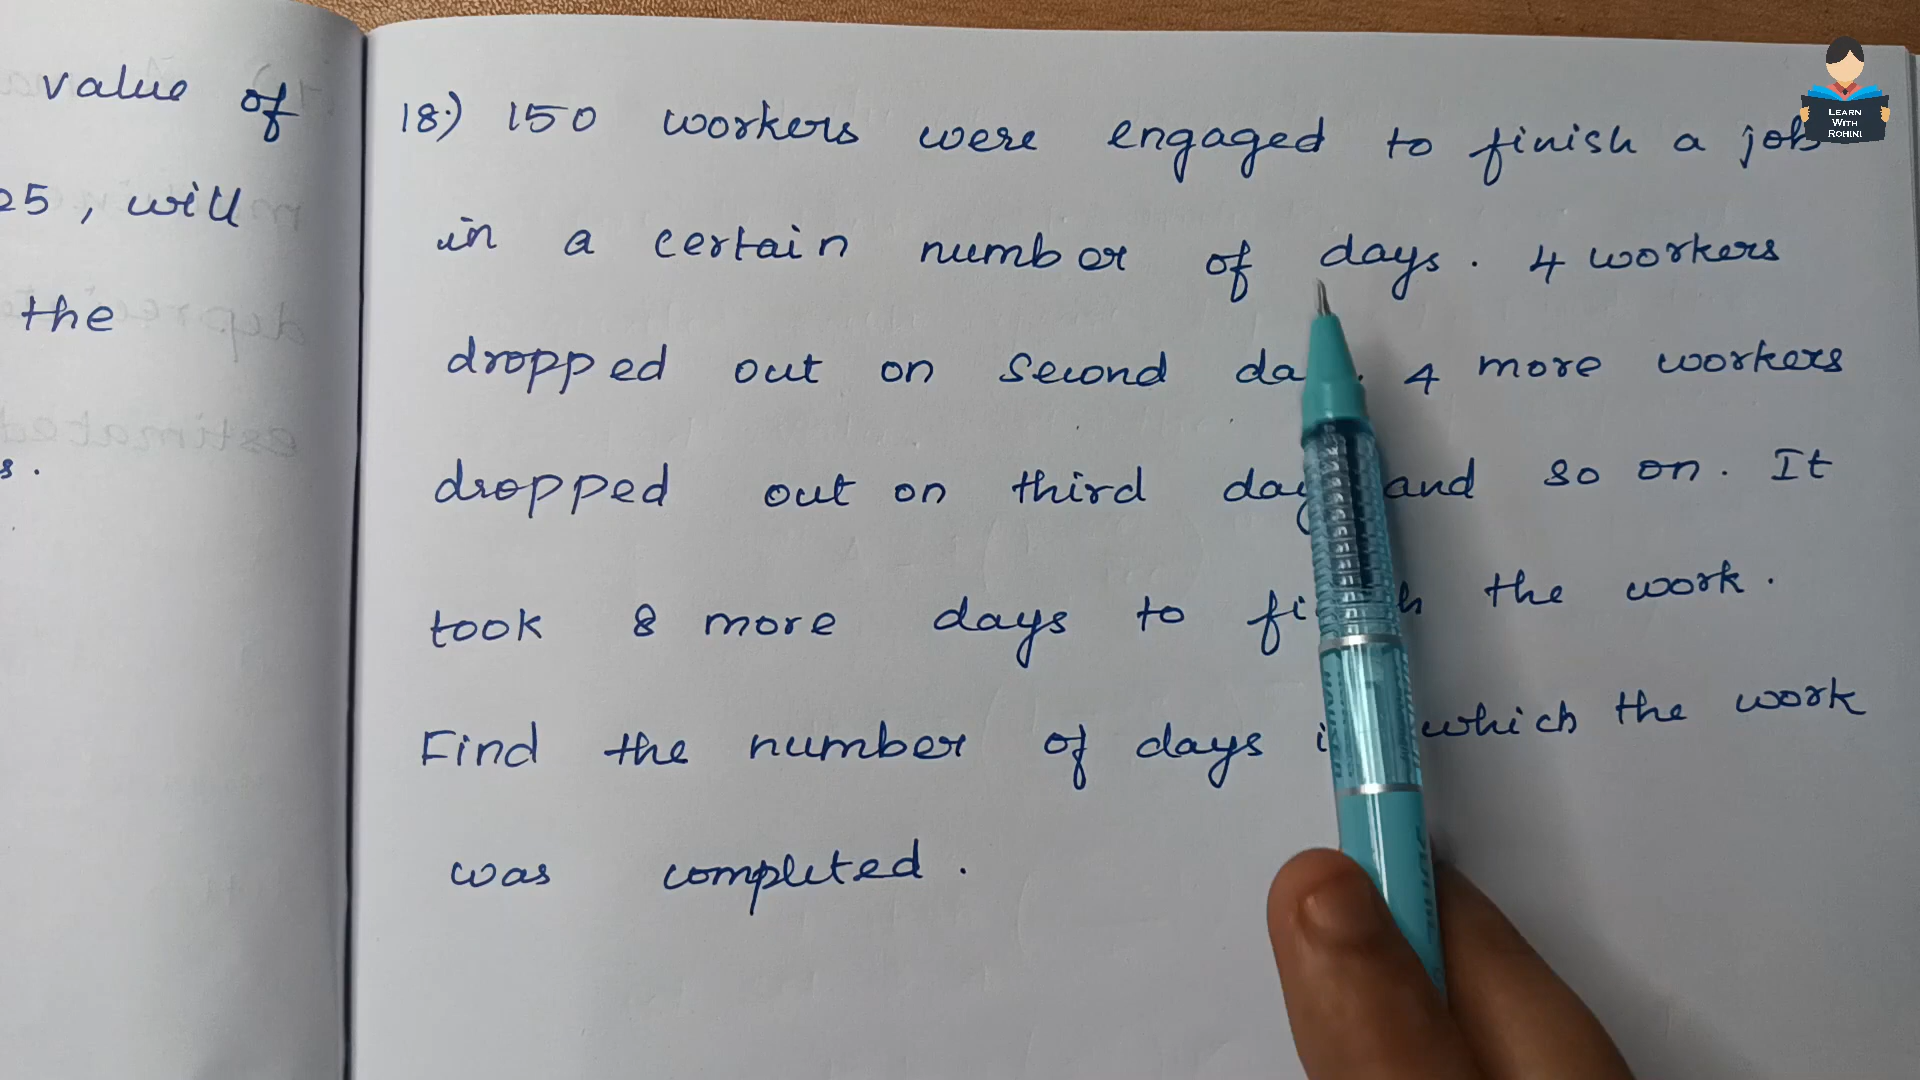 value of
25, will
the
s.
18.) 150 workers were engaged to finish a job
in a certain number of days. 4 workers
dropped out on second day. 4 more workers
dropped out on third day and so on. It
took 8 more days to the work.
Find the number of days which the work
was completed.
LEARN
WITH
ROHINI